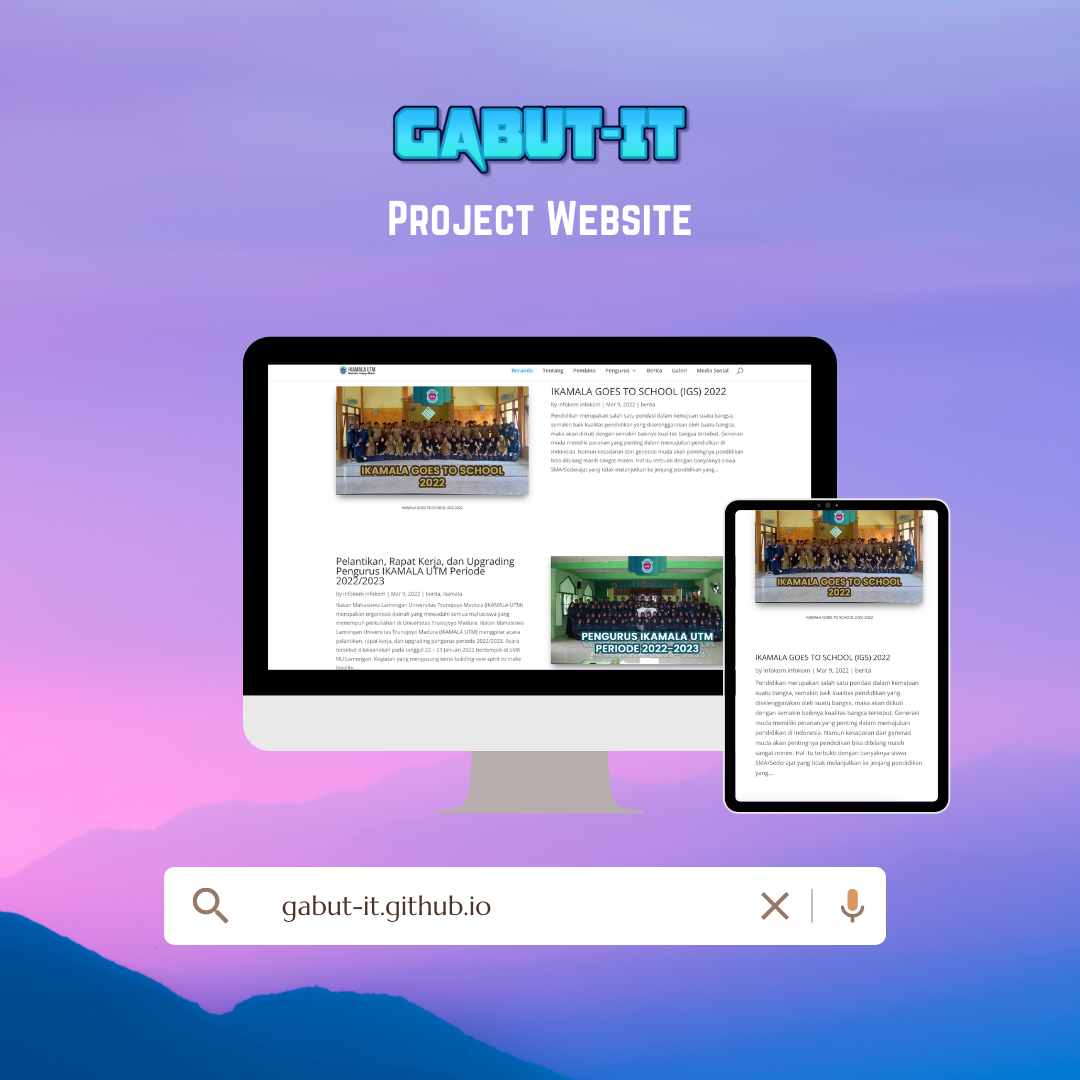 GABUT-IT
PROJECT WEBSITE
IKAMALA UTM
Beranda Tentang Pembina Pengurus Berita Galeri Media Sosial
IKAMALA GOES TO SCHOOL
2022
IKAMALA GOES TO SCHOOL (IGS) 2022
IKAMALA GOES TO SCHOOL (IGS) 2022
by infokom infokom | Mar 9, 2022 | berita
Pendidikan merupakan salah satu pondasi dalam kemajuan suatu bangsa,
semakin baik kualitas pendidikan yang diselenggarakan oleh suatu bangsa,
maka akan diikuti dengan semakin baiknya kualitas bangsa tersebut. Generasi
muda memiliki peranan yang penting dalam memajukan pendidikan di
Indonesia. Namun kesadaran dari generasi muda akan pentingnya pendidikan
bisa dibilang masih sangat minim. Hal itu terbukti dengan banyaknya siswa
SMA/Sederajat yang tidak melanjutkan ke jenjang pendidikan yang...
Pelantikan, Rapat Kerja, dan Upgrading
Pengurus IKAMALA UTM Periode
2022/2023
by infokom infokom | Mar 9, 2022 | berita, ikamala
Ikatan Mahasiswa Lamongan Universitas Trunojoyo Madura (IKAMALA UTM)
merupakan organisasi daerah yang mewadahi semua mahasiswa yang
menempuh perkuliahan di Universitas Trunojoyo Madura. Ikatan Mahasiswa
Lamongan Universitas Trunojoyo Madura (IKAMALA UTM) menggelar acara
pelantikan, rapat kerja, dan upgrading pengurus periode 2022/2023. Acara
tersebut dilaksanakan pada tanggal 22 – 23 Januari 2022 bertempat di SMK
NU Lamongan. Kegiatan yang mengusung tema building new spirit to make
PENGURUS IKAMALA UTM
PERIODE 2022-2023
IKAMALA GOES TO SCHOOL
2022
IKAMALA GOES TO SCHOOL (IGS) 2022
IKAMALA GOES TO SCHOOL (IGS) 2022
by infokom infokom | Mar 9, 2022 | berita
Pendidikan merupakan salah satu pondasi dalam kemajuan
suatu bangsa, semakin baik kualitas pendidikan yang
diselenggarakan oleh suatu bangsa, maka akan diikuti
dengan semakin baiknya kualitas bangsa tersebut. Generasi
muda memiliki peranan yang penting dalam memajukan
pendidikan di Indonesia. Namun kesadaran dari generasi
muda akan pentingnya pendidikan bisa dibilang masih
sangat minim. Hal itu terbukti dengan banyaknya siswa
SMA/Sederajat yang tidak melanjutkan ke jenjang pendidikan
yang...
gabut-it.github.io